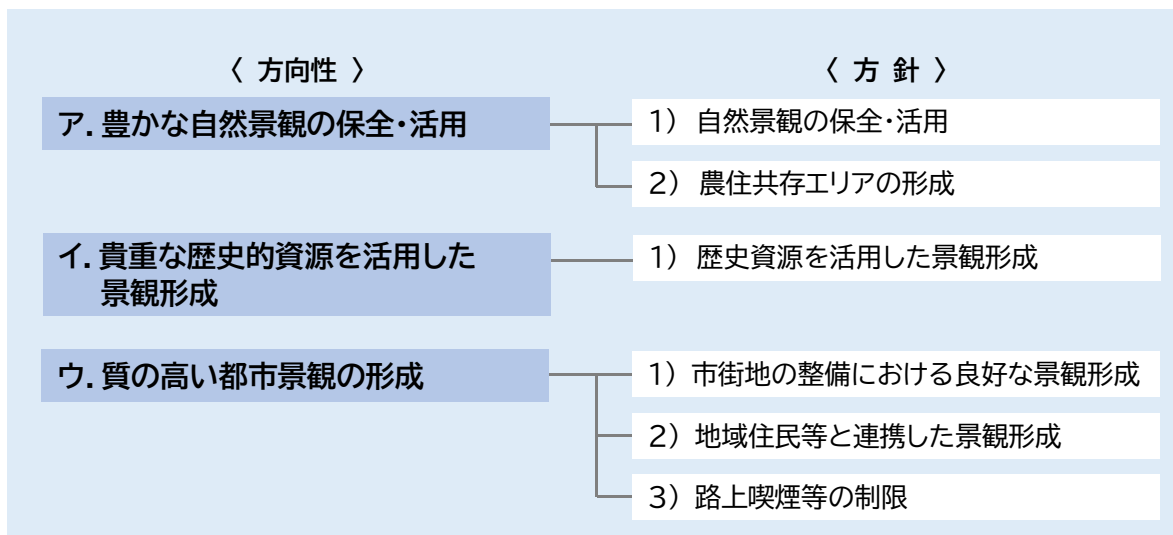 〈 方向性 〉
〈 方 針 〉
ア. 豊かな自然景観の保全・活用
1） 自然景観の保全・活用
2） 農住共存エリアの形成
イ. 貴重な歴史的資源を活用した
景観形成
1） 歴史資源を活用した景観形成
ウ. 質の高い都市景観の形成
1） 市街地の整備における良好な景観形成
2） 地域住民等と連携した景観形成
3） 路上喫煙等の制限